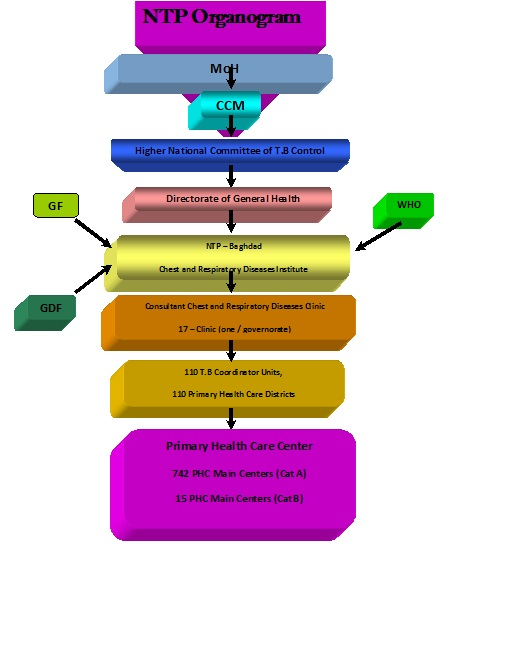 NTP Organogram
MoH
CCM
Higher National Committee of T.B Control
Directorate of General Health
GF
WHO
NTP – Baghdad
Chest and Respiratory Diseases Institute
GDF
Consultant Chest and Respiratory Diseases Clinic
17 – Clinic (one / governorate)
110 T.B Coordinator Units,
110 Primary Health Care Districts
Primary Health Care Center
742 PHC Main Centers (Cat A)
15 PHC Main Centers (Cat B)